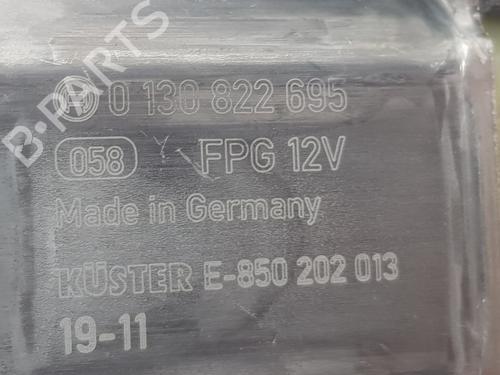 0 130 822 695
058 FPG 12V
Made in Germany
KÜSTER E-850 202 013
19-11
B-PARTS